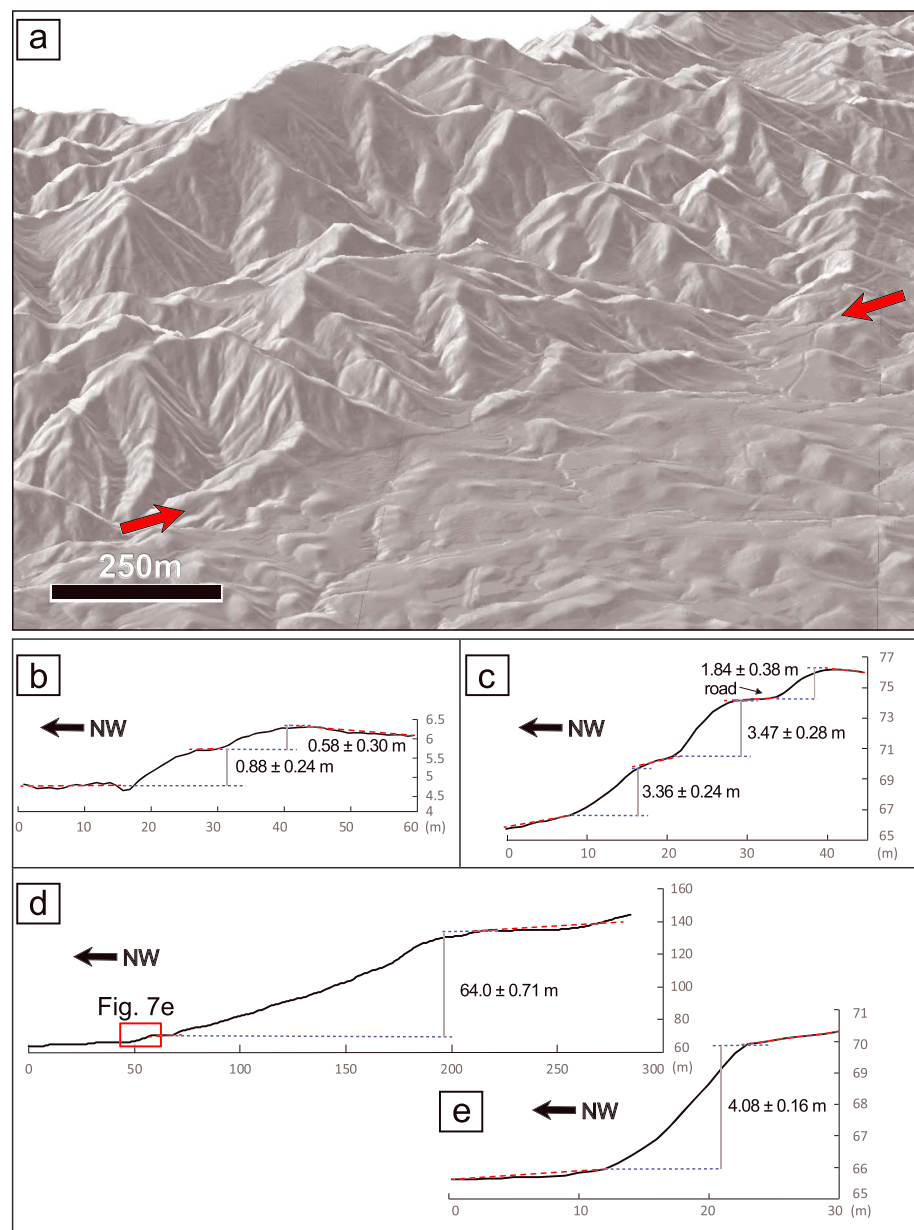 a
250m
b
NW
0.58 ± 0.30 m
0.88 ± 0.24 m
6.5
6
5.5
5
4.5
4
0 10 20 30 40 50 60 (m)
c
NW
1.84 ± 0.38 m
road
3.47 ± 0.28 m
3.36 ± 0.24 m
77
75
73
71
69
67
65
0 10 20 30 40 (m)
d
NW
Fig. 7e
64.0 ± 0.71 m
160
140
120
100
80
60
0 50 100 150 200 250 300 (m)
e
NW
4.08 ± 0.16 m
71
70
69
68
67
66
65
0 10 20 30 (m)